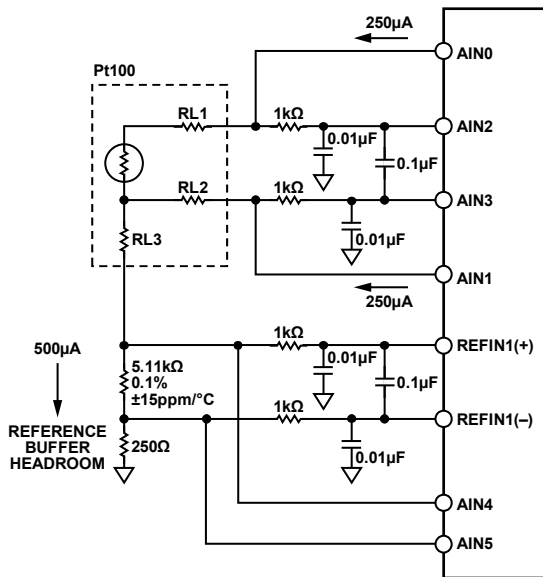 250µA
AIN0
Pt100
RL1
1kΩ
AIN2
0.01µF
0.1µF
RL2
1kΩ
AIN3
RL3
0.01µF
AIN1
250µA
1kΩ
REFIN1(+)
500µA
5.11kΩ
0.1%
±15ppm/°C
0.01µF
0.1µF
1kΩ
REFIN1(–)
REFERENCE
BUFFER
HEADROOM
250Ω
0.01µF
AIN4
AIN5